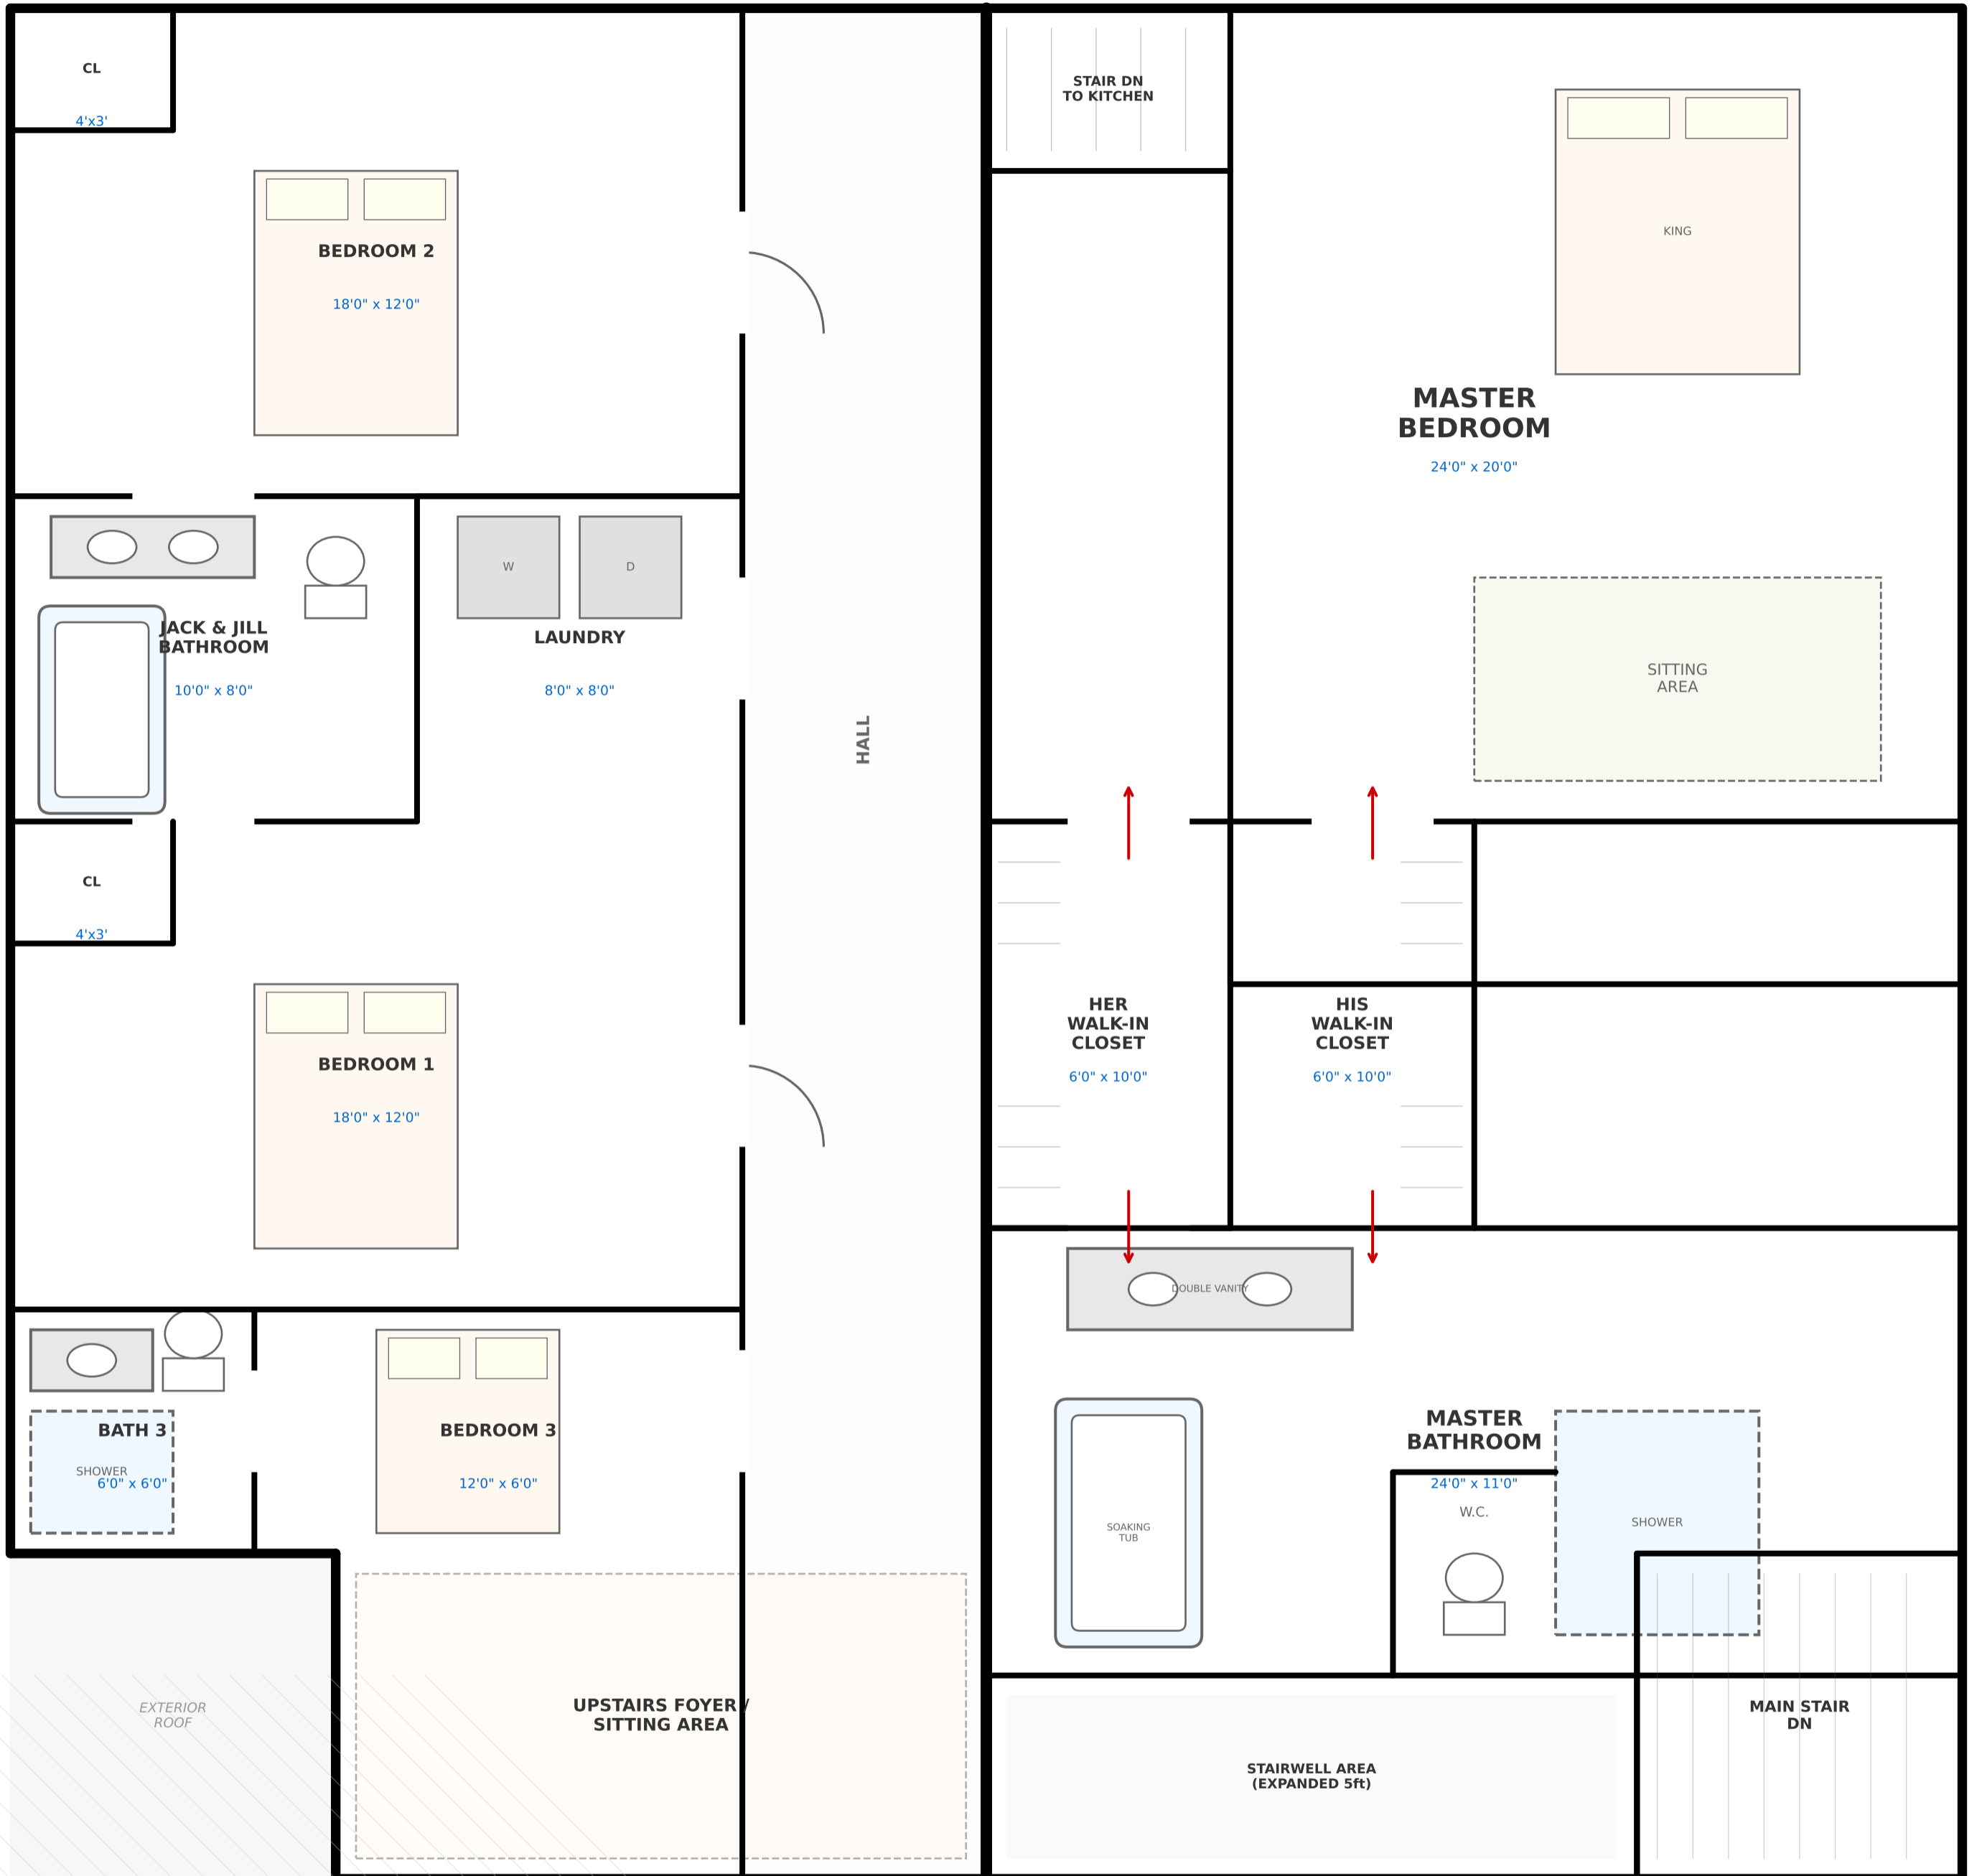 CL
4'x3'
STAIR DN
TO KITCHEN
KING
BEDROOM 2
18'0" x 12'0"
MASTER
BEDROOM
24'0" x 20'0"
W
D
JACK & JILL
BATHROOM
10'0" x 8'0"
LAUNDRY
8'0" x 8'0"
HALL
SITTING
AREA
CL
4'x3'
BEDROOM 1
18'0" x 12'0"
HER
WALK-IN
CLOSET
6'0" x 10'0"
HIS
WALK-IN
CLOSET
6'0" x 10'0"
DOUBLE VANITY
BATH 3
SHOWER
6'0" x 6'0"
BEDROOM 3
12'0" x 6'0"
MASTER
BATHROOM
24'0" x 11'0"
W.C.
SOAKING
TUB
SHOWER
EXTERIOR
ROOF
UPSTAIRS FOYER /
SITTING AREA
STAIRWELL AREA
(EXPANDED 5ft)
MAIN STAIR
DN